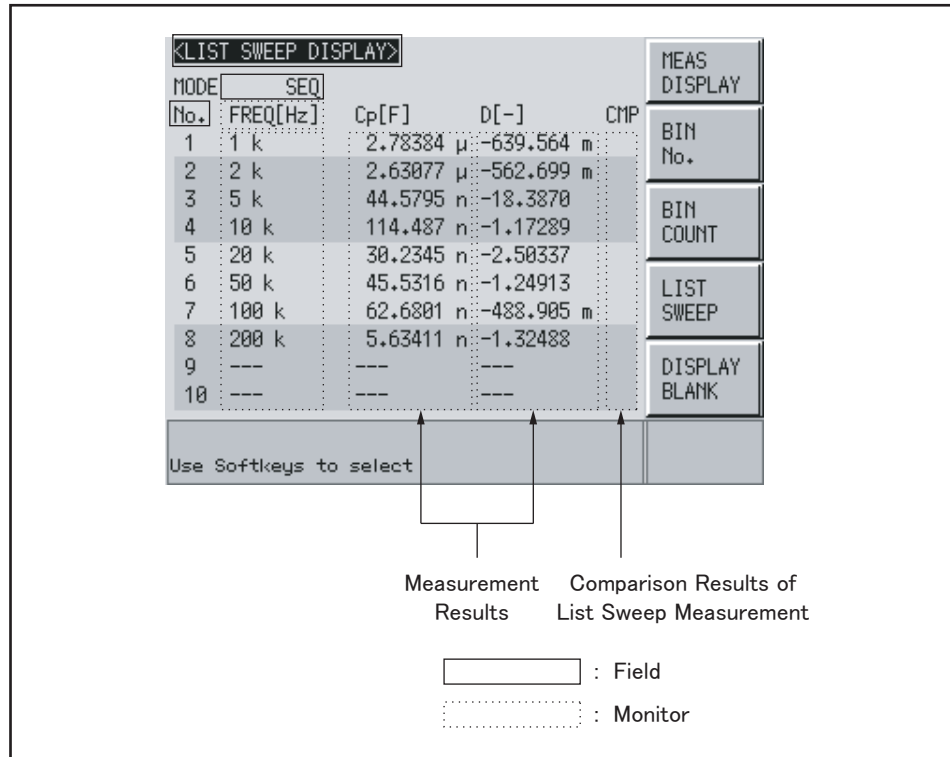 <LIST SWEEP DISPLAY>
MODE SEQ
No. FREQ[Hz] Cp[F] D[-] CMP
1 1 k 2.78384 µ -639.564 m
2 2 k 2.63077 µ -562.699 m
3 5 k 44.5795 n -18.3870
4 10 k 114.487 n -1.17289
5 20 k 30.2345 n -2.50337
6 50 k 45.5316 n -1.24913
7 100 k 62.6801 n -488.905 m
8 200 k 5.63411 n -1.32488
9 --- --- ---
10 --- --- ---
Use Softkeys to select
MEAS
DISPLAY
BIN
No.
BIN
COUNT
LIST
SWEEP
DISPLAY
BLANK
Measurement
Results
Comparison Results of
List Sweep Measurement
: Field
: Monitor